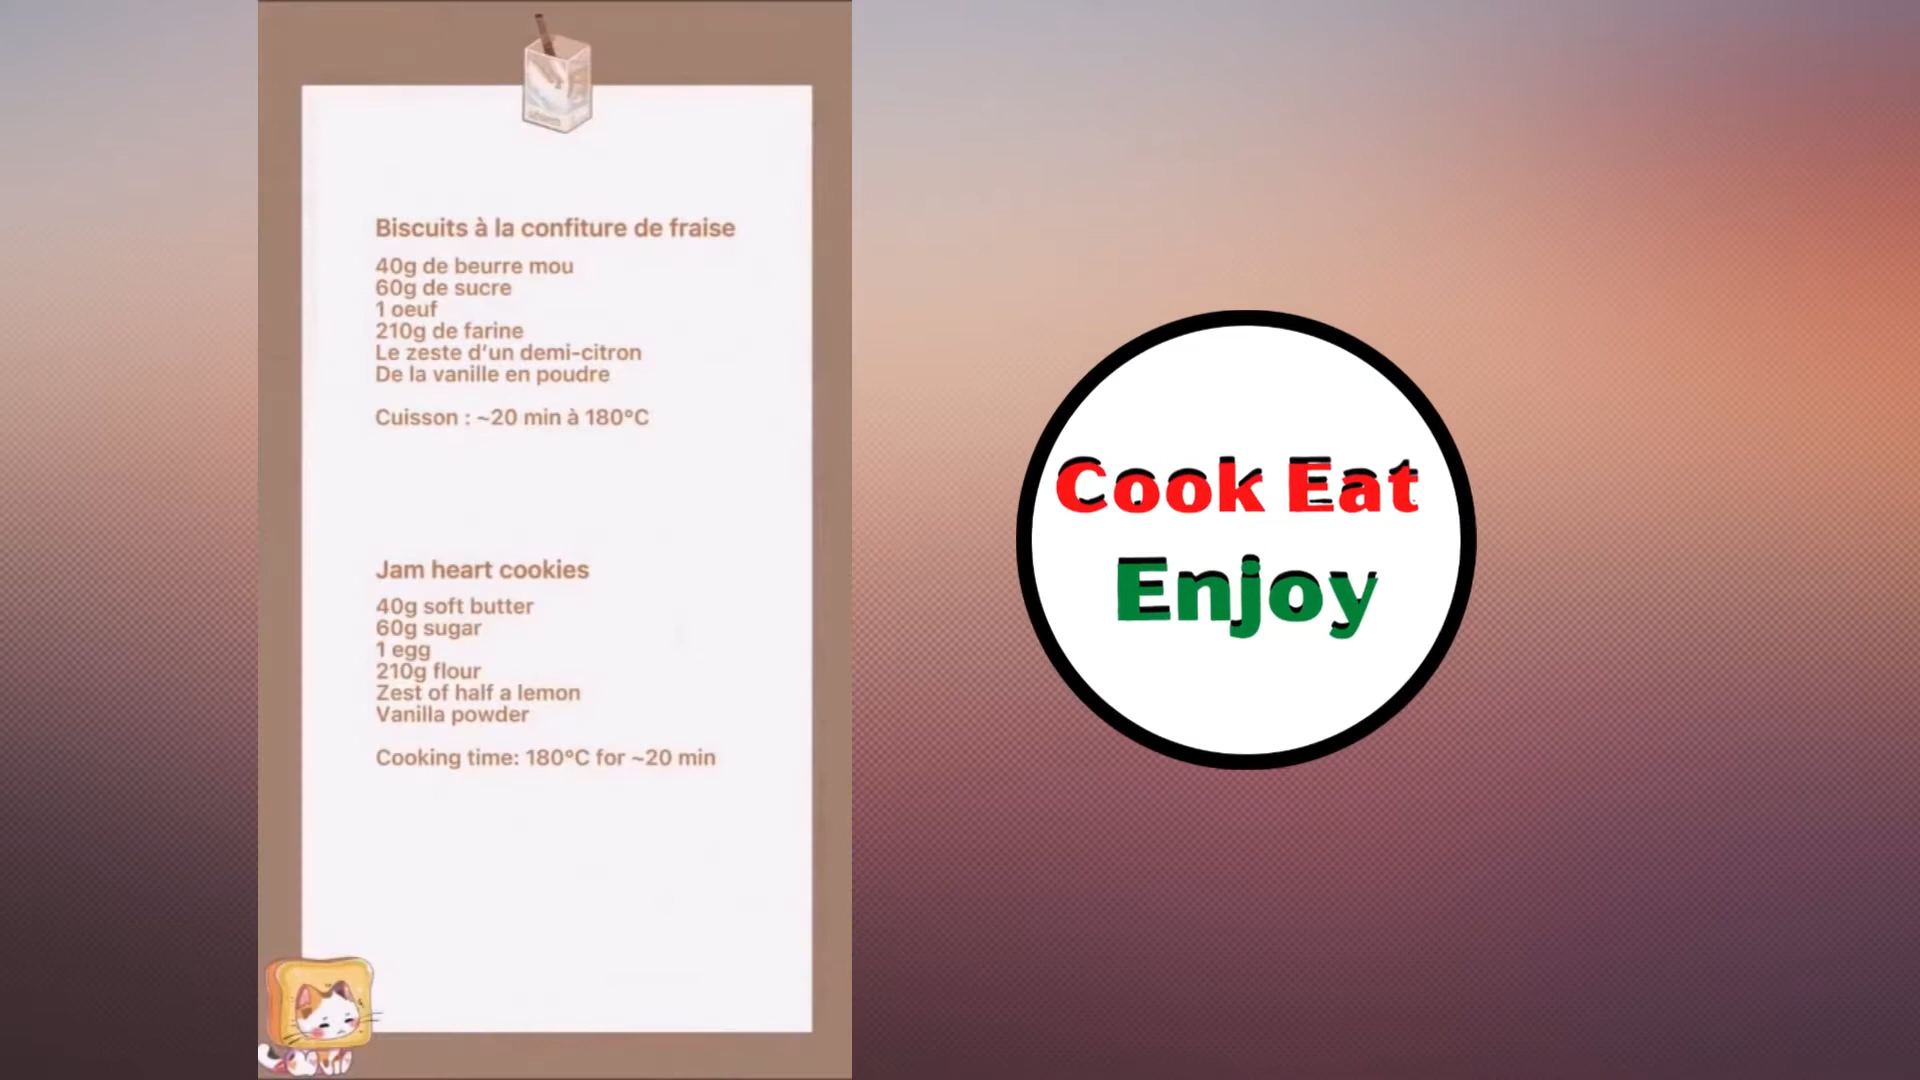 Biscuits à la confiture de fraise
40g de beurre mou
60g de sucre
1 oeuf
210g de farine
Le zeste d’un demi-citron
De la vanille en poudre
Cuisson : ~20 min à 180°C
Jam heart cookies
40g soft butter
60g sugar
1 egg
210g flour
Zest of half a lemon
Vanilla powder
Cooking time: 180°C for ~20 min
Cook Eat
Enjoy